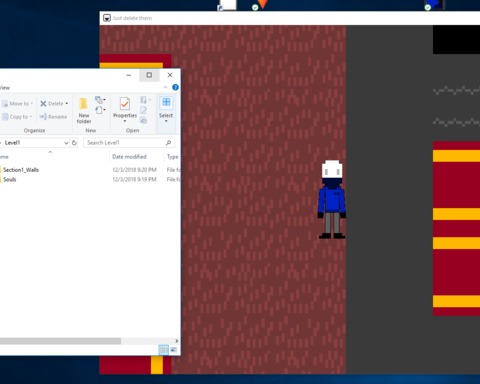 Just delete them
View
Move to
Delete
Copy to
Rename
New folder
Properties
Select
Organize
New
Open
Level1
Search Level1
Date modified
Type
Section1_Walls
12/3/2018 9:20 PM
File fo
Souls
12/3/2018 9:19 PM
File fo